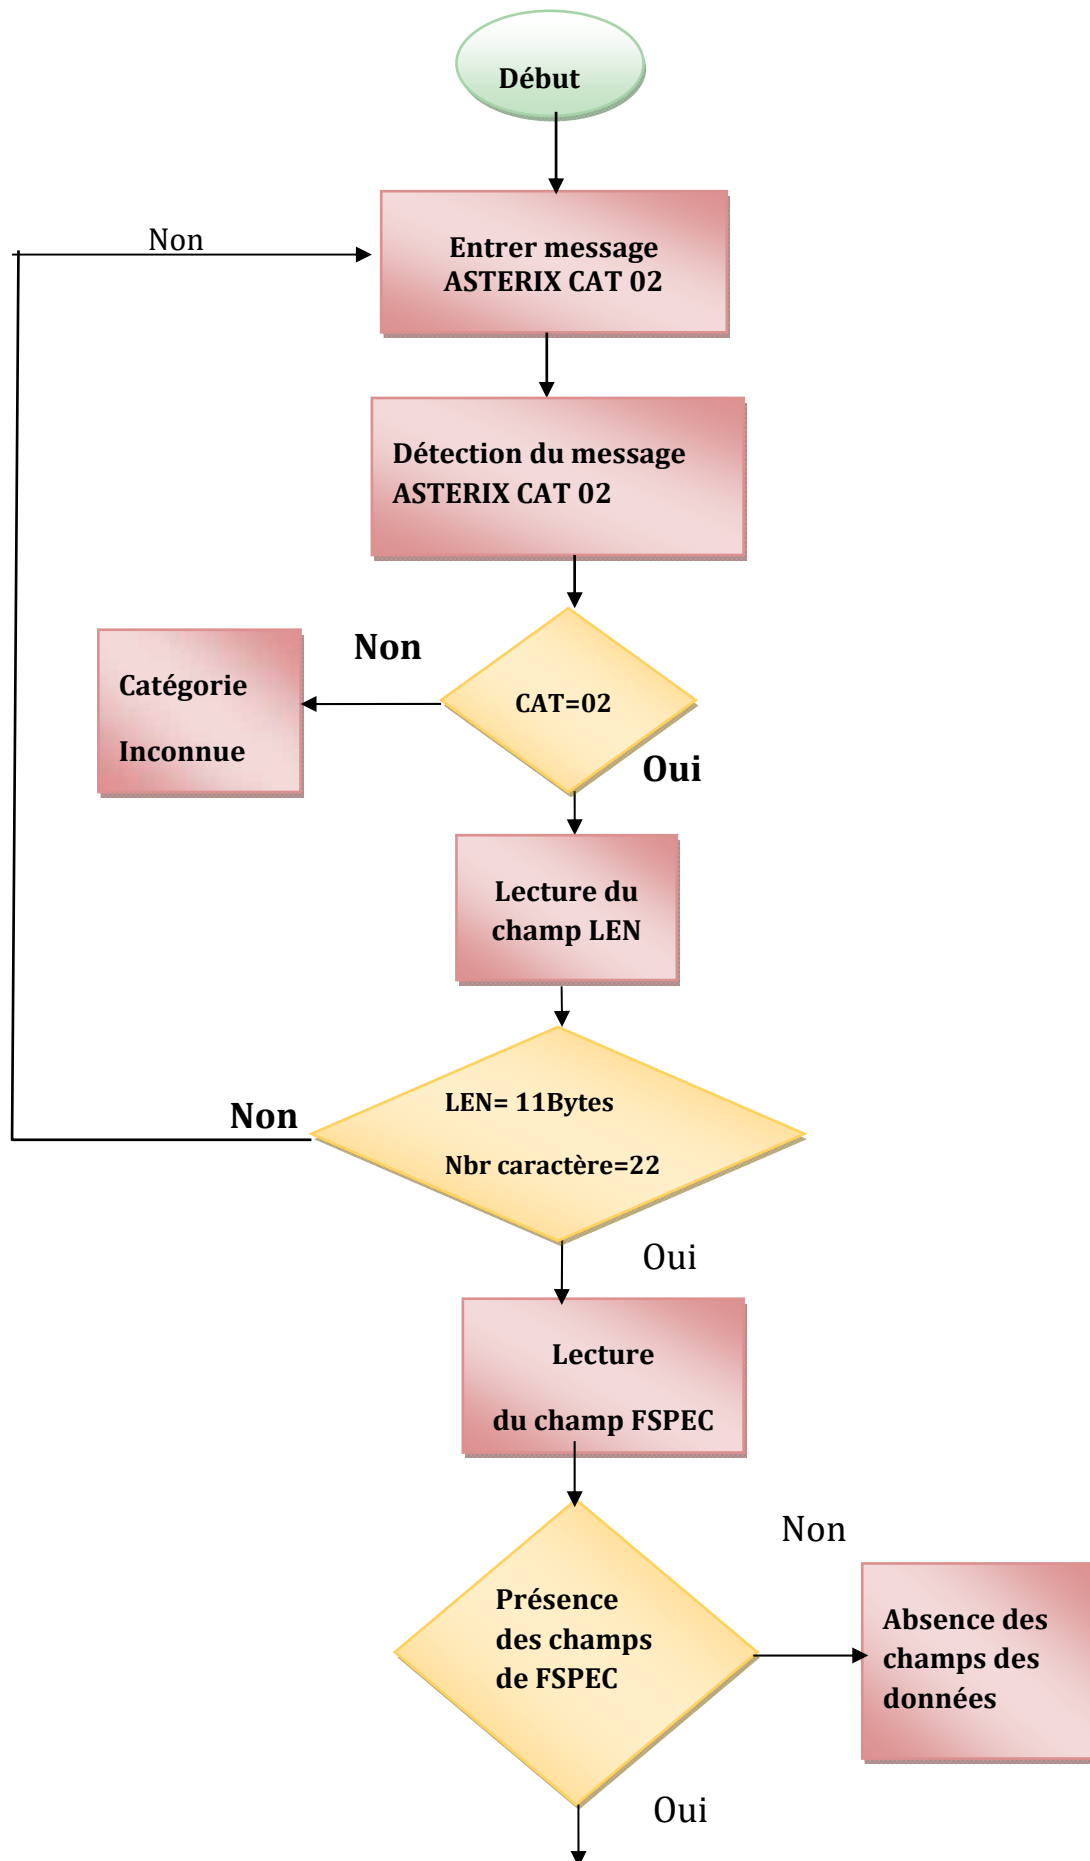 Début
Non
Entrer message
ASTERIX CAT 02
Détection du message
ASTERIX CAT 02
Non
Catégorie
Inconnue
CAT=02
Oui
Lecture du
champ LEN
LEN= 11Bytes
Non
Nbr caractère=22
Oui
Lecture
du champ FSPEC
Non
Présence
des champs
de FSPEC
Absence des
champs des
données
Oui